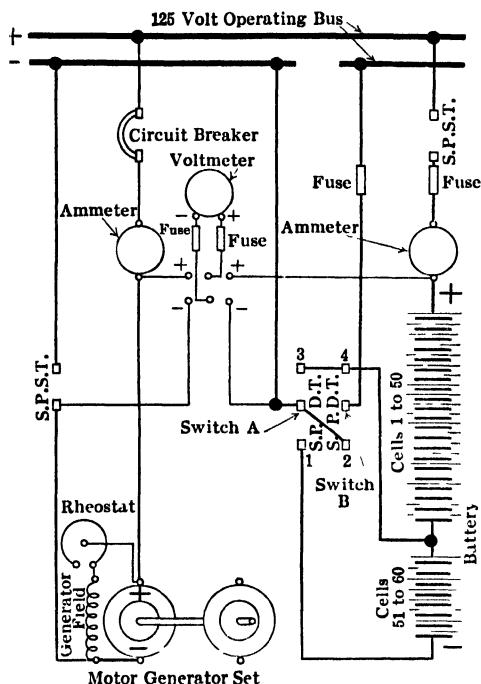 125 Volt Operating Bus
+
-
Circuit Breaker
Voltmeter
S.P.S.T.
Fuse
Fuse
Ammeter
- +
Fuse
Fuse
Ammeter
+ +
- -
+
S.P.S.T.
3 4
S.P.D.T.
S.P.D.T.
Switch A
1 2
Switch
B
Cells 1 to 50
Battery
Cells
51 to 60
-
Rheostat
Generator
Field
+
-
Motor Generator Set